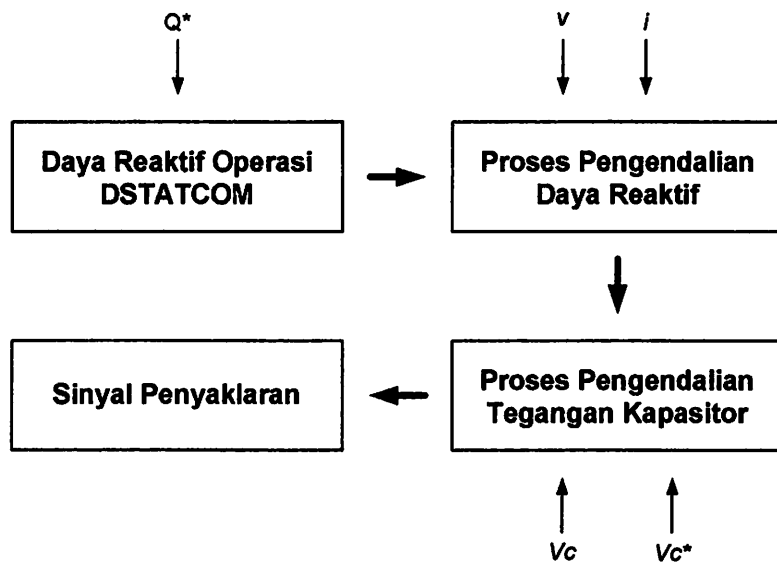 Q*
v i
Daya Reaktif Operasi
DSTATCOM
Proses Pengendalian
Daya Reaktif
Sinyal Penyaklaran
Proses Pengendalian
Tegangan Kapasitor
Vc Vc*